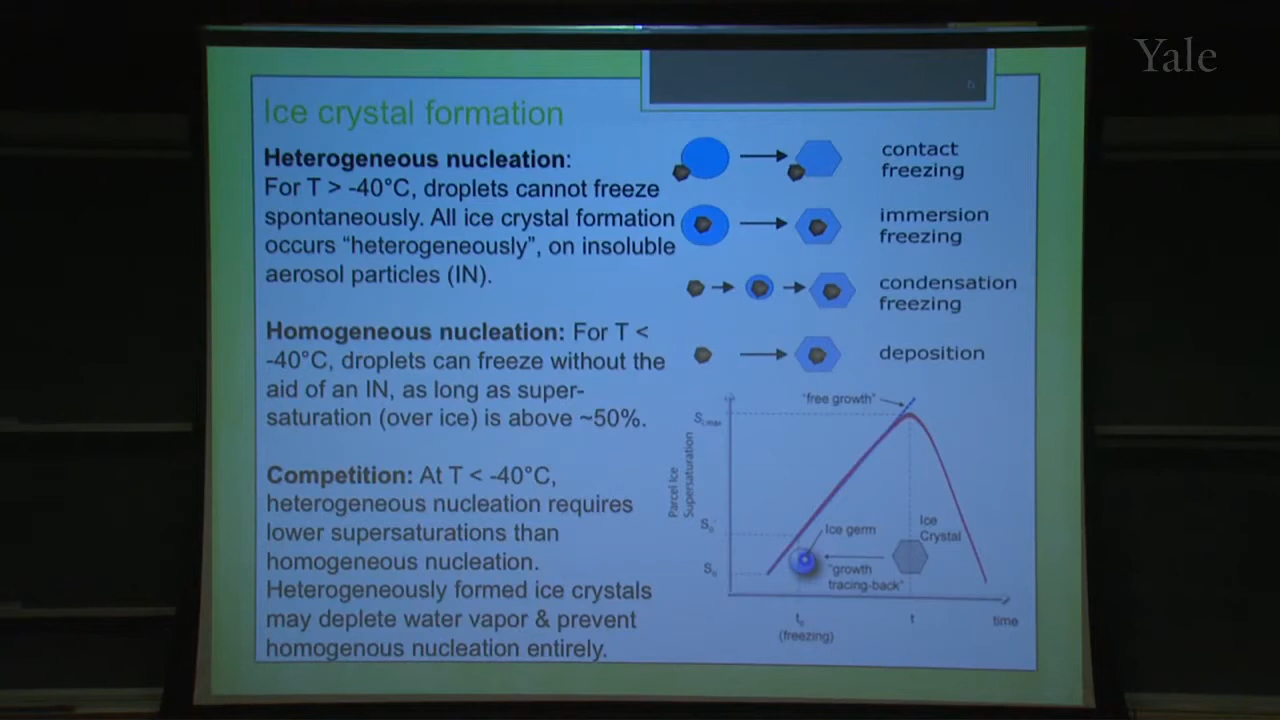 Yale
Ice crystal formation
Heterogeneous nucleation:
For T > -40°C, droplets cannot freeze
spontaneously. All ice crystal formation
occurs “heterogeneously”, on insoluble
aerosol particles (IN).
Homogeneous nucleation: For T <
-40°C, droplets can freeze without the
aid of an IN, as long as super-
saturation (over ice) is above ~50%.
Competition: At T < -40°C,
heterogeneous nucleation requires
lower supersaturations than
homogeneous nucleation.
Heterogeneously formed ice crystals
may deplete water vapor & prevent
homogenous nucleation entirely.
contact
freezing
immersion
freezing
condensation
freezing
deposition
“free growth”
Parcel Ice
Supersaturation
Ice germ
Ice
Crystal
“growth
tracing-back”
t
time
(freezing)